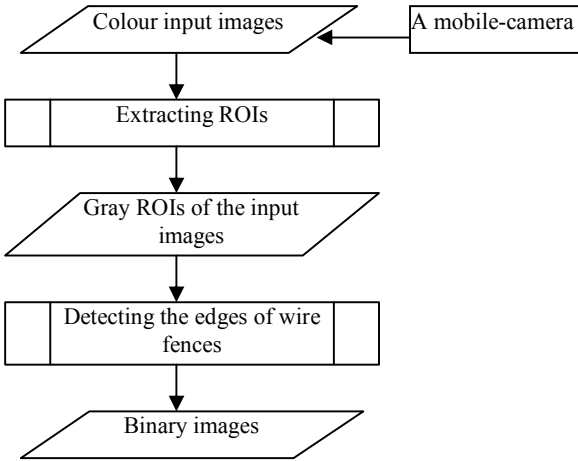 Colour input images
A mobile-camera
Extracting ROIs
Gray ROIs of the input
images
Detecting the edges of wire
fences
Binary images